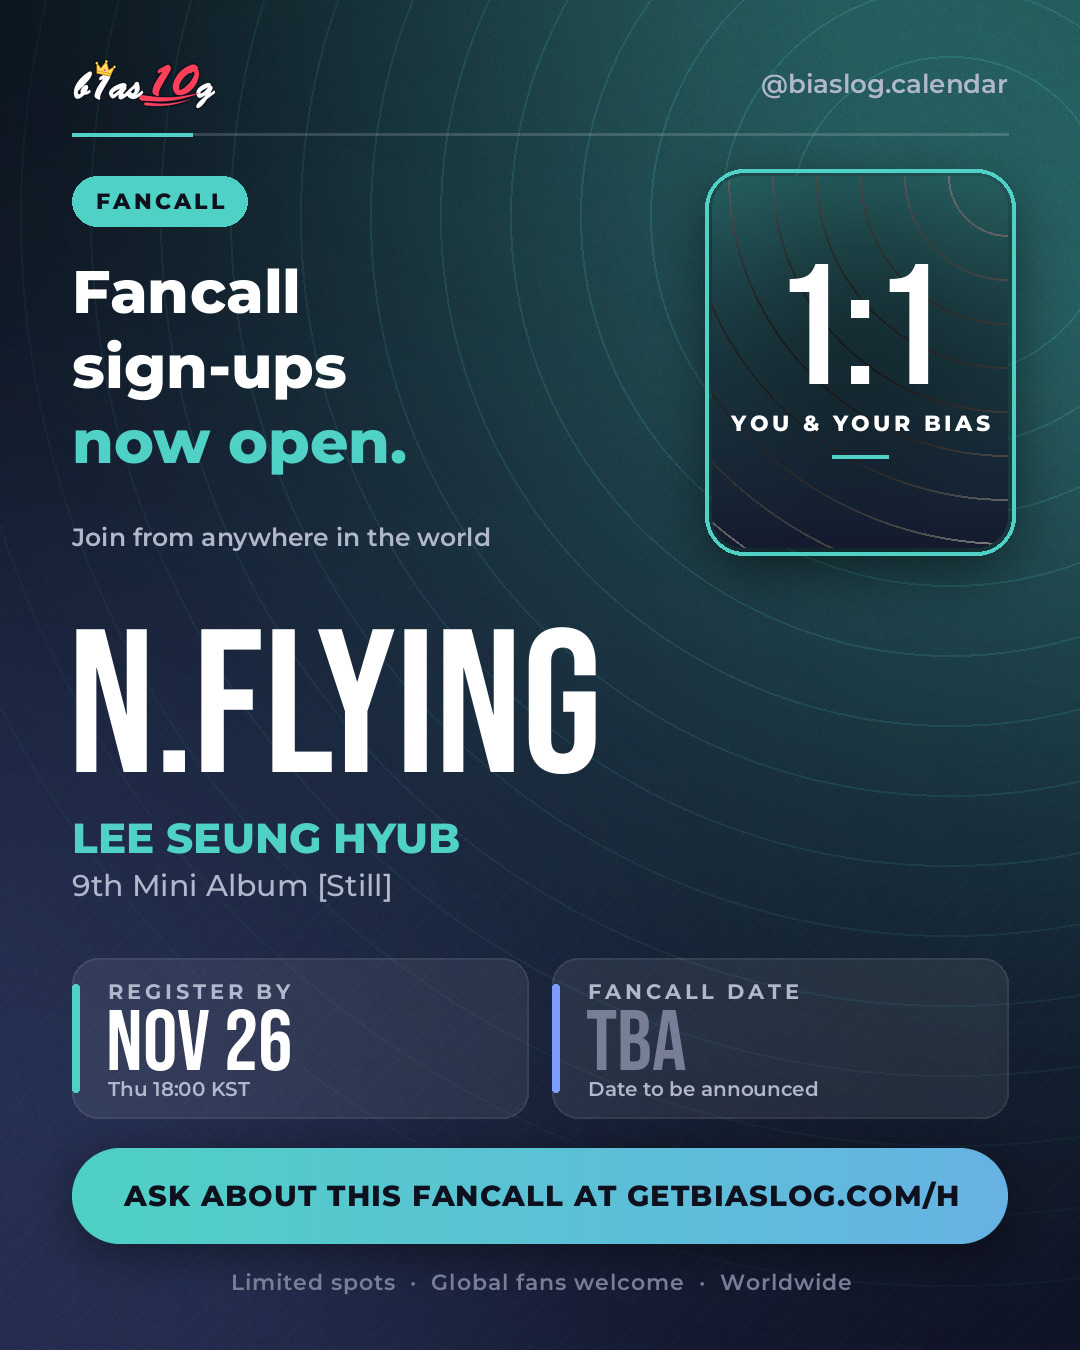 b1as10g
@biaslog.calendar
FANCALL
Fancall
sign-ups
now open.
Join from anywhere in the world
1:1
YOU & YOUR BIAS
N.FLYING
LEE SEUNG HYUB
9th Mini Album [Still]
REGISTER BY
NOV 26
Thu 18:00 KST
FANCALL DATE
TBA
Date to be announced
ASK ABOUT THIS FANCALL AT GETBIASLOG.COM/H
Limited spots · Global fans welcome · Worldwide